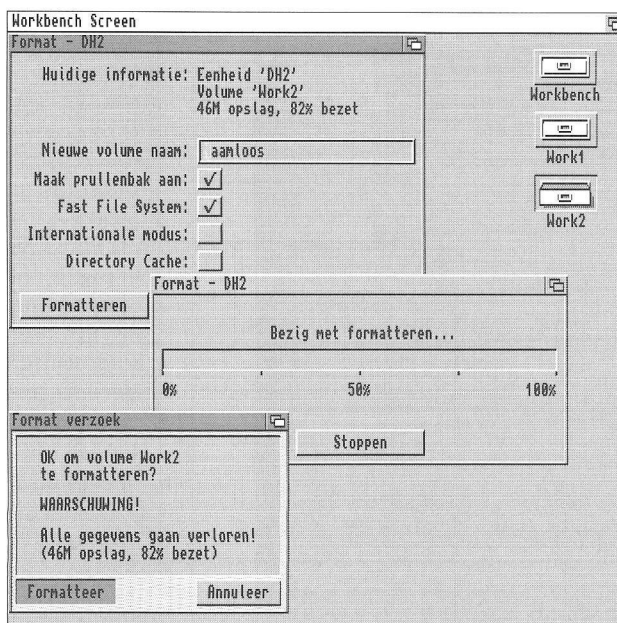 Workbench Screen
Format - DH2
Huidige informatie: Eenheid 'DH2'
Volume 'Work2'
46M opslag, 82% bezet
Nieuwe volume naam: aamloos
Maak prullenbak aan:
Fast File System:
Internationale modus:
Directory Cache:
Formatteren
Workbench
Work1
Work2
Format - DH2
Bezig met formatteren...
0% 50% 100%
Stoppen
Format verzoek
OK om volume Work2
te formatteren?
WAARSCHUWING!
Alle gegevens gaan verloren!
(46M opslag, 82% bezet)
Formatteer Annuleer